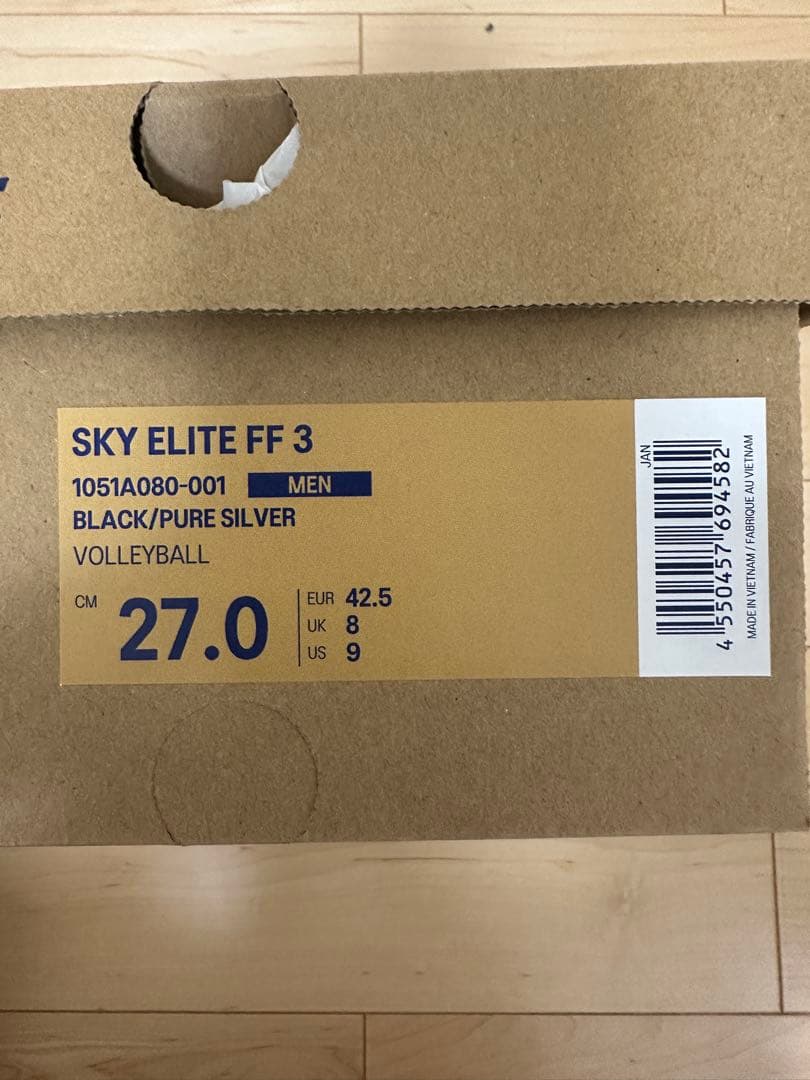 SKY ELITE FF 3
1051A080-001 MEN
BLACK/PURE SILVER
VOLLEYBALL
CM 27.0
EUR 42.5
UK 8
US 9
JAN
4 550457 694582
MADE IN VIETNAM / FABRIQUE AU VIETNAM